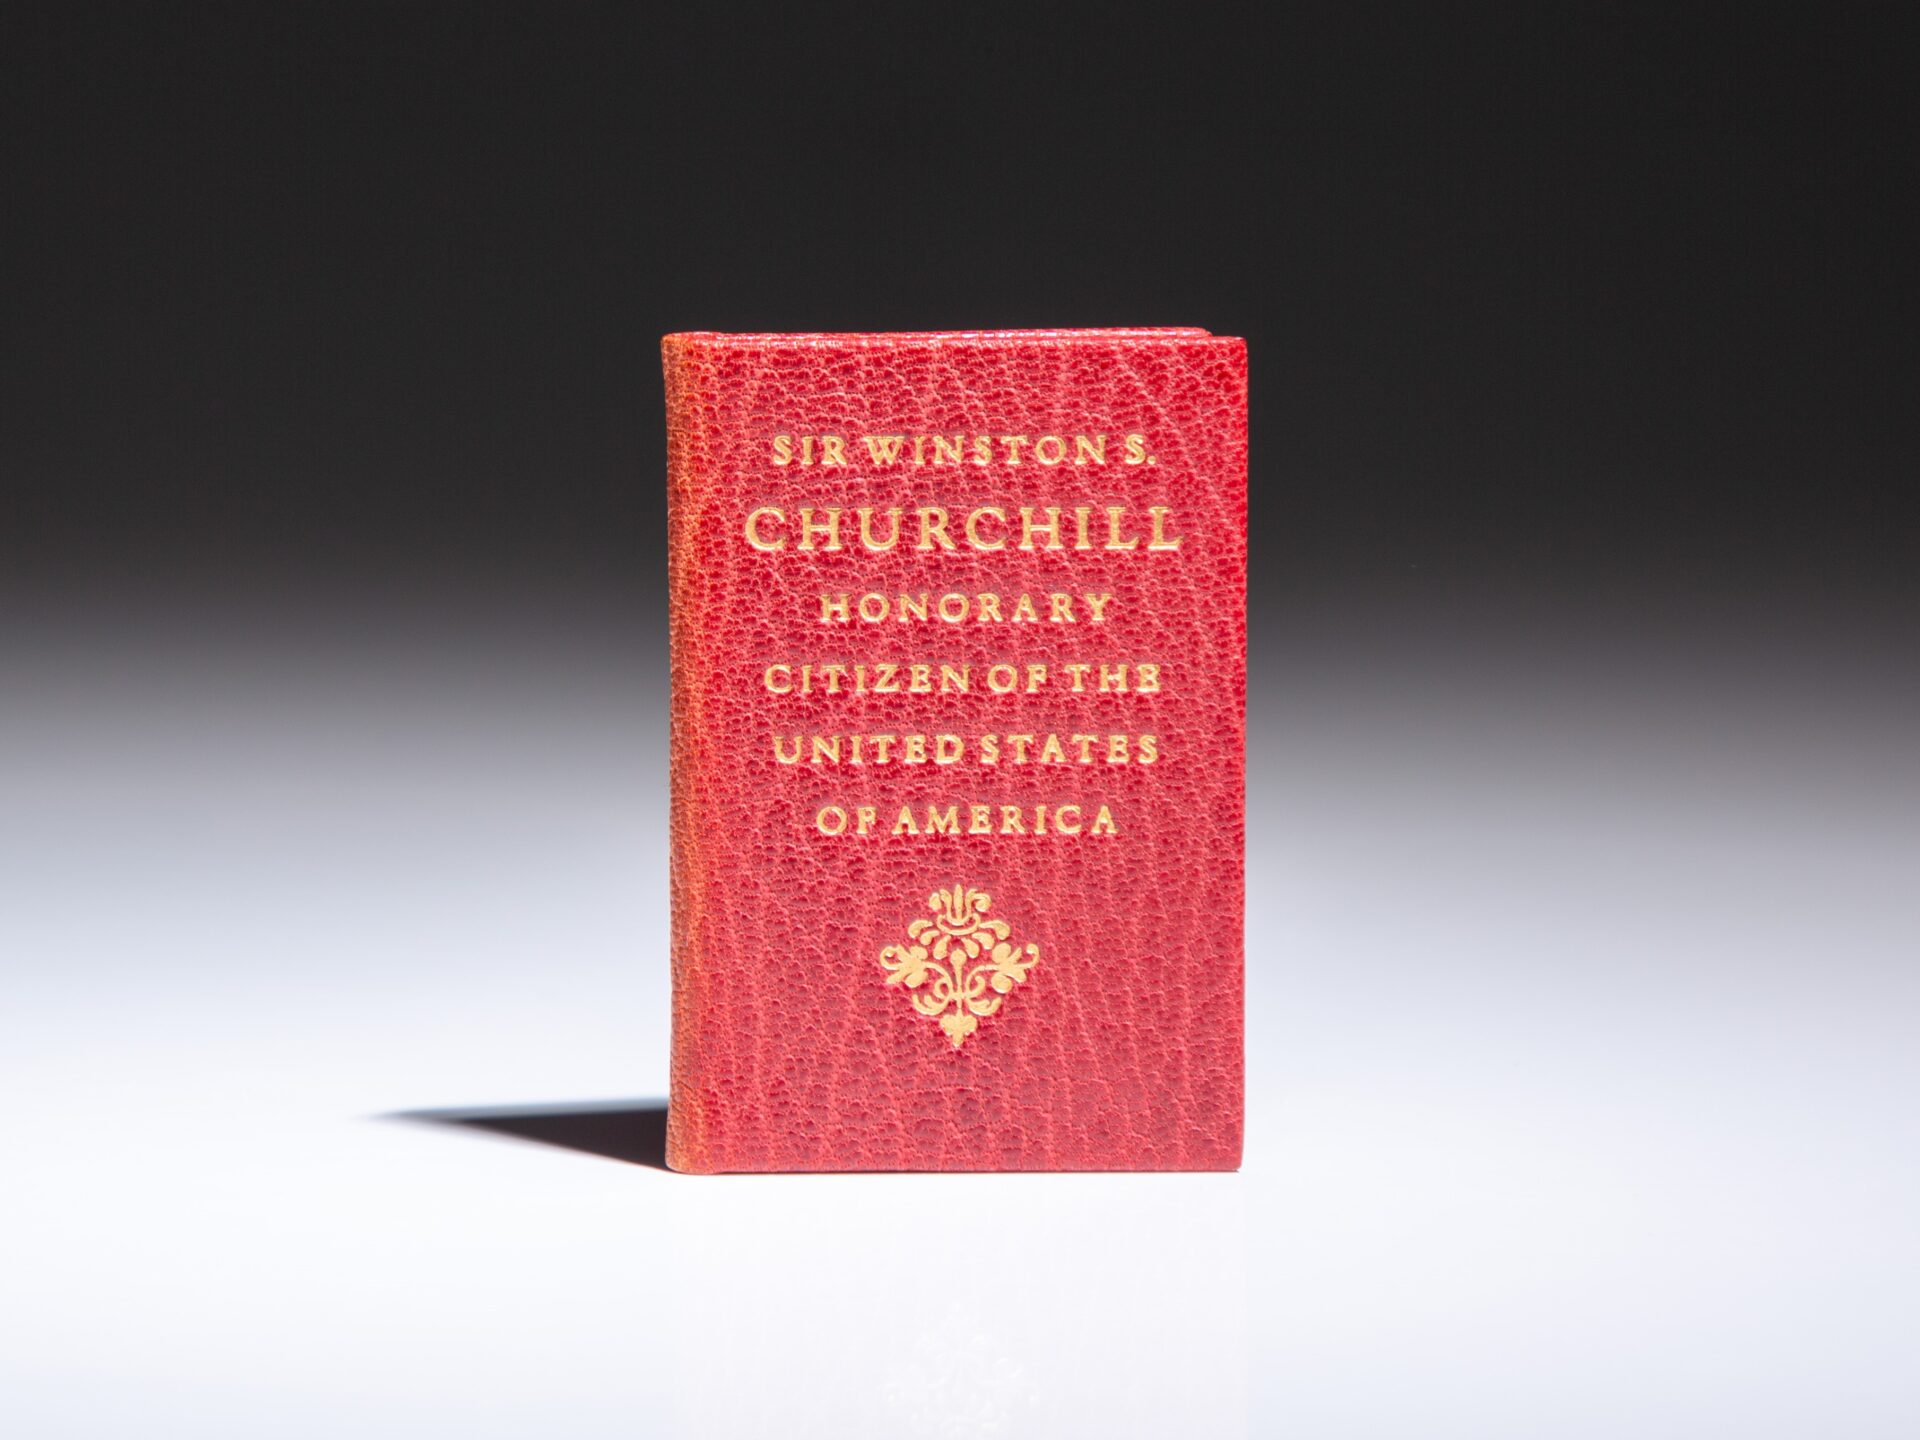 SIR WINSTON S.
CHURCHILL
HONORARY
CITIZEN OF THE
UNITED STATES
OF AMERICA